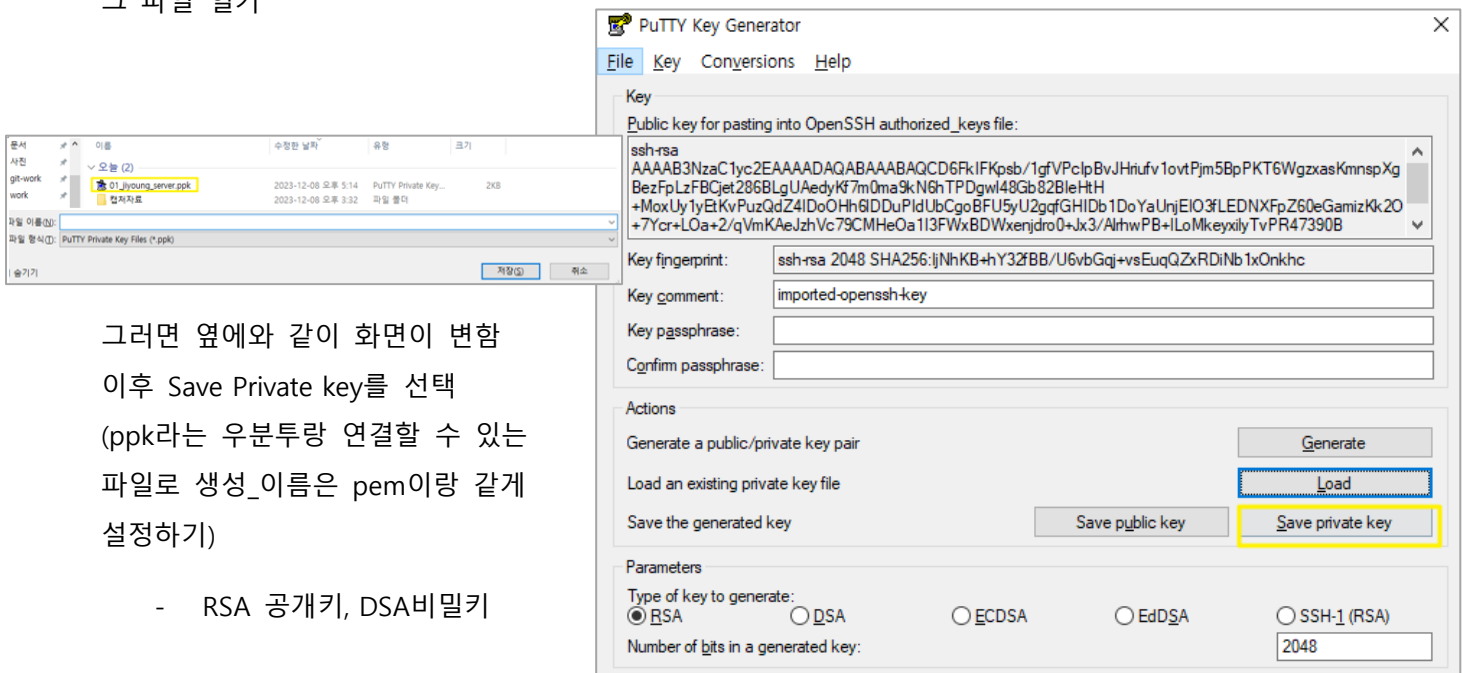 그 파일 열기
문서
사진
git-work
work
이름
수정한 날짜
유형
크기
오늘 (2)
01_jiyoung_server.ppk
2023-12-08 오후 5:14
PuTTY Private Key...
2KB
캡저자료
2023-12-08 오후 3:32
파일 폴더
파일 이름(N):
파일 형식(T): PuTTY Private Key Files (*.ppk)
숨기기
저장(S)
취소
그러면 옆에와 같이 화면이 변함
이후 Save Private key를 선택
(ppk라는 우분투랑 연결할 수 있는
파일로 생성_이름은 pem이랑 같게
설정하기)
- RSA 공개키, DSA비밀키
PuTTY Key Generator
File Key Conversions Help
Key
Public key for pasting into OpenSSH authorized_keys file:
ssh-rsa
AAAAB3NzaC1yc2EAAAADAQABAAABAQCD6FkIFKpsb/1gfVPcIpBvJHriufv1ovtPjm5BpPKT6WgzxasKmnspXg
BezFpLzFBCjet286BLgUAedyKf7m0ma9kN6hTPDgwl48Gb82BleHtH
+MoxUy1yEtKvPuzQdZ4IDoOHh6IDDuPIdUbCgoBFU5yU2gqfGHIDb1DoYaUnjEIO3fLEDNXFpZ60eGamizKk2O
+7Ycr+LOa+2/qVmKAeJzhVc79CMHeOa1I3FWxBDWxenjdro0+Jx3/AlrhwPB+ILoMkeyxilyTvPR47390B
Key fingerprint:
ssh-rsa 2048 SHA256:ljNhKB+hY32fBB/U6vbGqj+vsEuqQZxRDiNb1xOnkhc
Key comment:
imported-openssh-key
Key passphrase:
Confirm passphrase:
Actions
Generate a public/private key pair
Generate
Load an existing private key file
Load
Save the generated key
Save public key
Save private key
Parameters
Type of key to generate:
RSA DSA ECDSA EdDSA SSH-1 (RSA)
Number of bits in a generated key:
2048